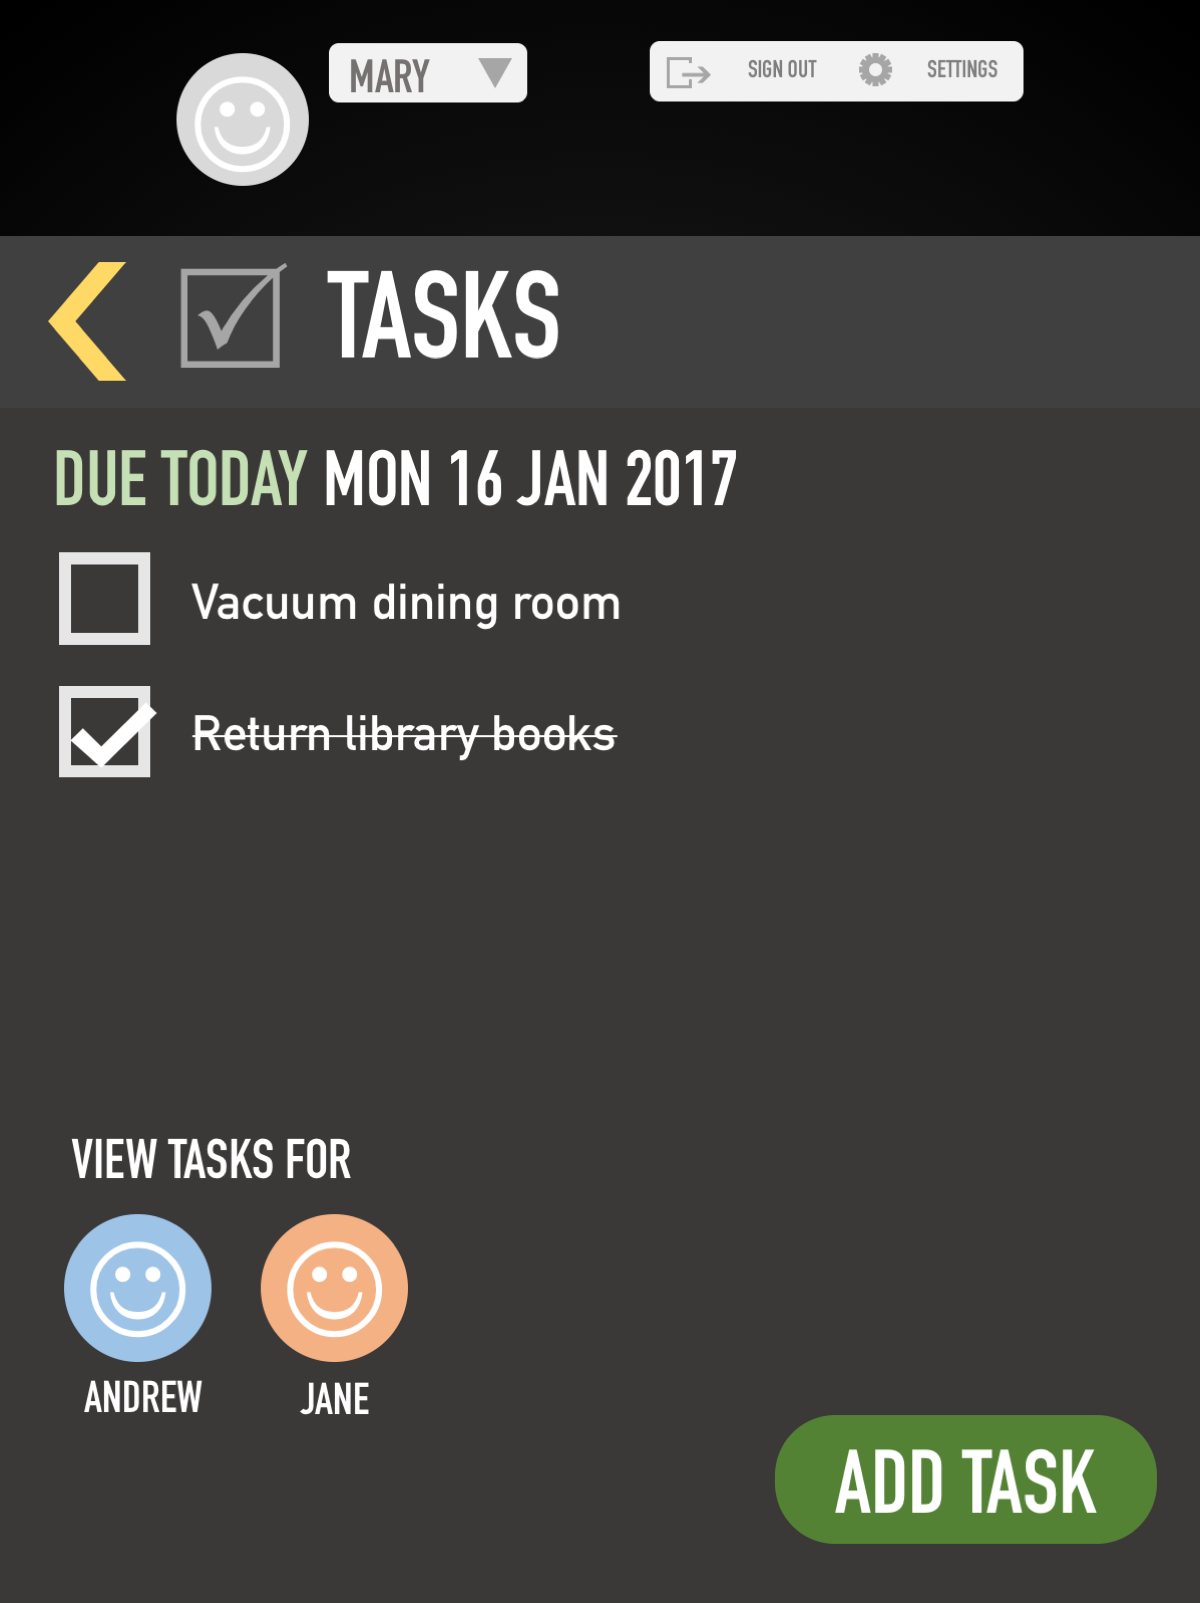 MARY
SIGN OUT
SETTINGS
TASKS
DUE TODAY MON 16 JAN 2017
Vacuum dining room
Return library books
VIEW TASKS FOR
ANDREW
JANE
ADD TASK